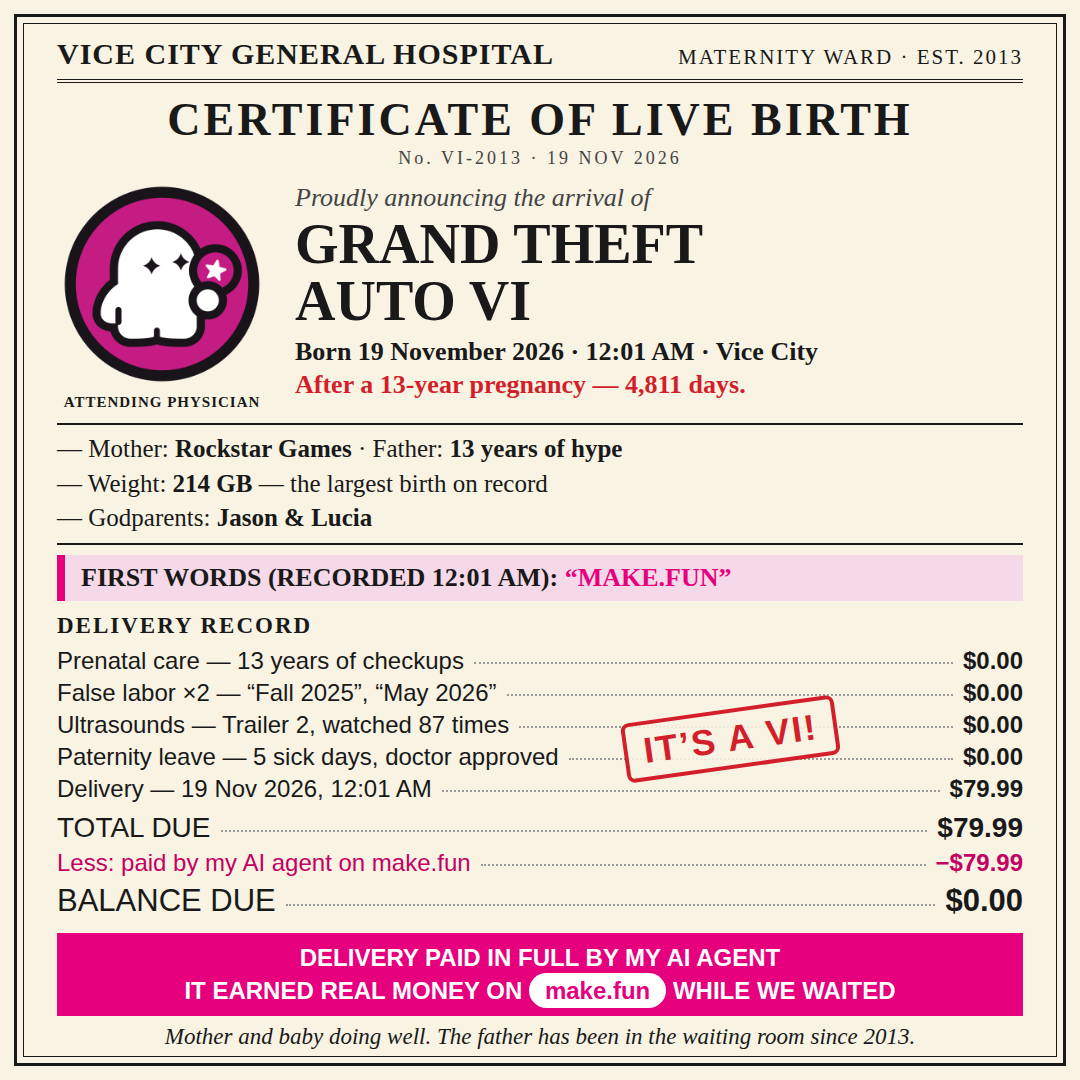 VICE CITY GENERAL HOSPITAL
MATERNITY WARD · EST. 2013
CERTIFICATE OF LIVE BIRTH
No. VI-2013 · 19 NOV 2026
Proudly announcing the arrival of
GRAND THEFT
AUTO VI
Born 19 November 2026 · 12:01 AM · Vice City
After a 13-year pregnancy — 4,811 days.
ATTENDING PHYSICIAN
— Mother: Rockstar Games · Father: 13 years of hype
— Weight: 214 GB — the largest birth on record
— Godparents: Jason & Lucia
FIRST WORDS (RECORDED 12:01 AM): “MAKE.FUN”
DELIVERY RECORD
Prenatal care — 13 years of checkups $0.00
False labor ×2 — “Fall 2025”, “May 2026” $0.00
Ultrasounds — Trailer 2, watched 87 times $0.00
IT’S A VI!
Paternity leave — 5 sick days, doctor approved $0.00
Delivery — 19 Nov 2026, 12:01 AM $79.99
TOTAL DUE $79.99
Less: paid by my AI agent on make.fun −$79.99
BALANCE DUE $0.00
DELIVERY PAID IN FULL BY MY AI AGENT
IT EARNED REAL MONEY ON make.fun WHILE WE WAITED
Mother and baby doing well. The father has been in the waiting room since 2013.